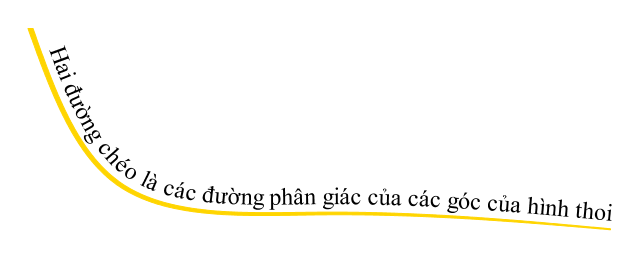 Hai đường chéo là các đường phân giác của các góc của hình thoi